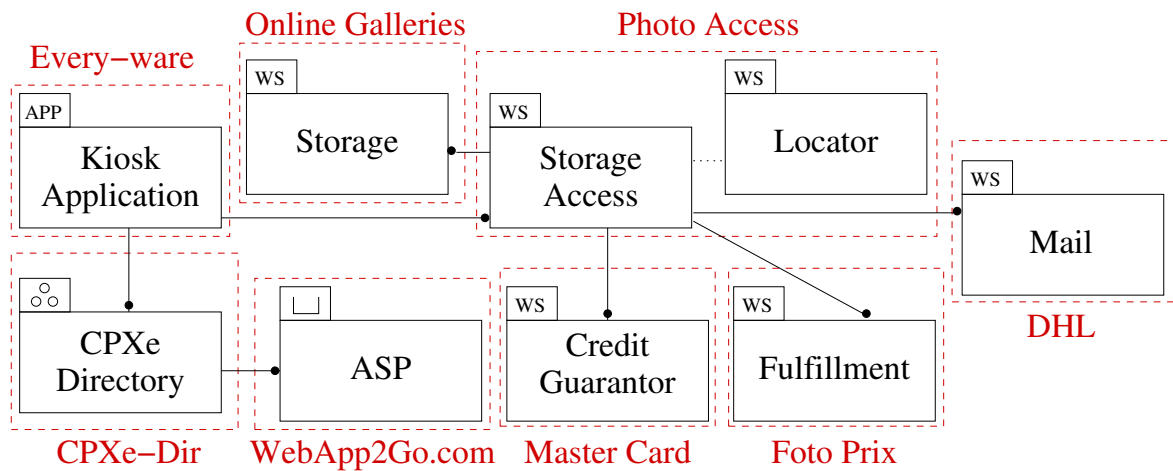 Online Galleries
Photo Access
Every−ware
WS
WS
WS
APP
Storage
Storage
Access
Locator
Kiosk
Application
WS
Mail
DHL
CPXe
Directory
ASP
WS
Credit
Guarantor
WS
Fulfillment
CPXe−Dir
WebApp2Go.com
Master Card
Foto Prix